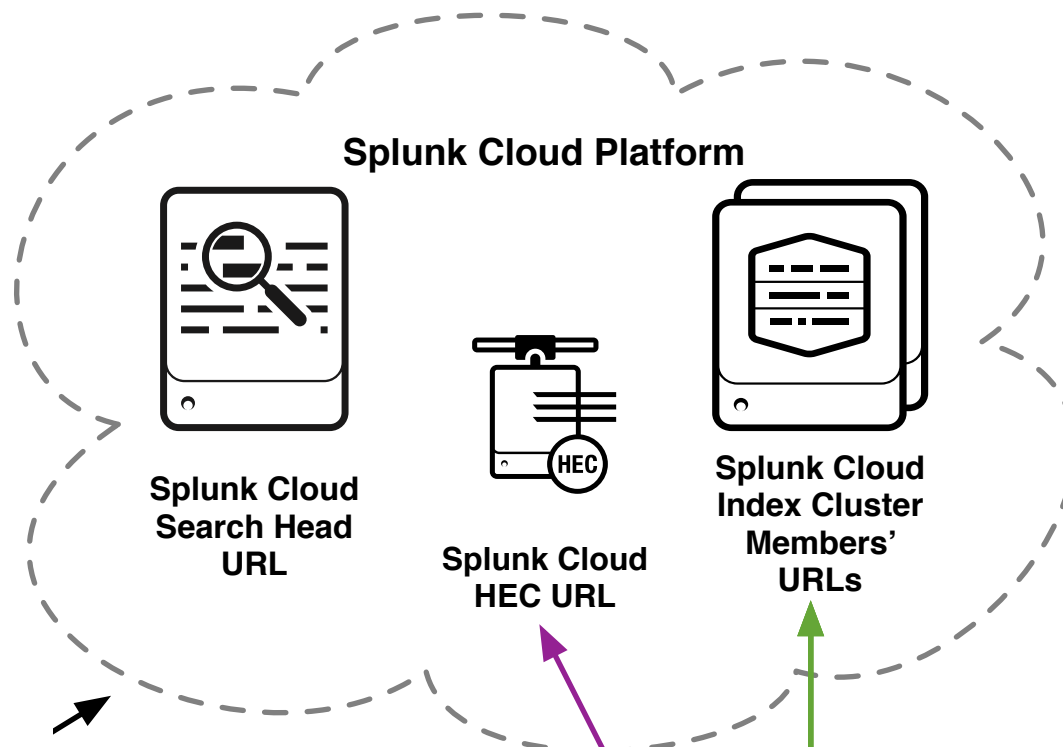 Splunk Cloud Platform
Splunk Cloud
Search Head
URL
HEC
Splunk Cloud
HEC URL
Splunk Cloud
Index Cluster
Members’
URLs